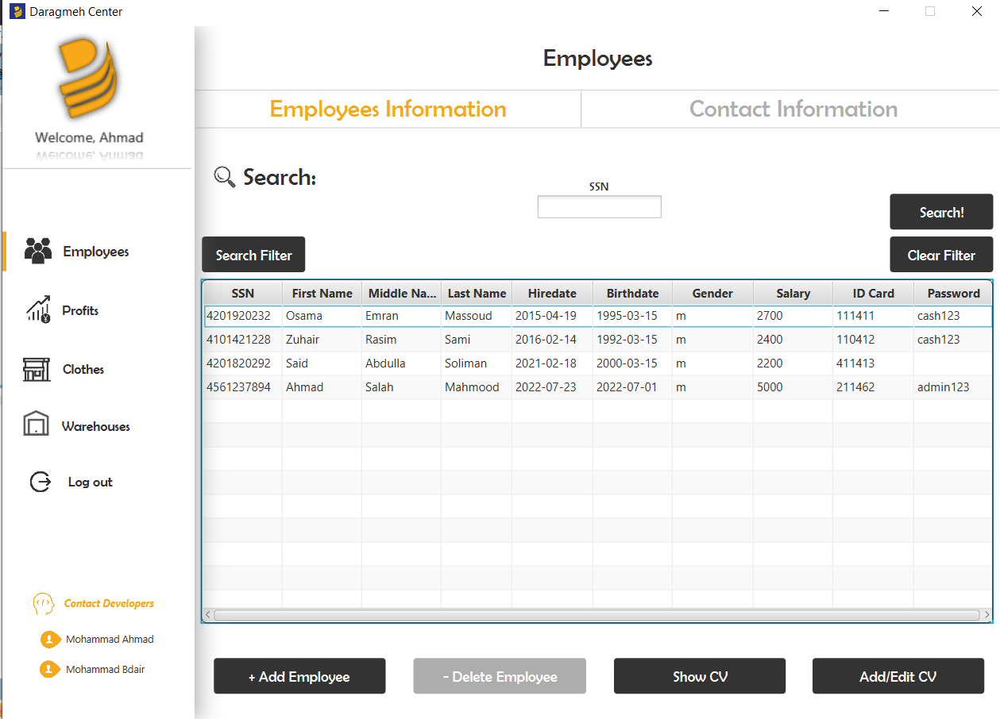 Daragmeh Center
Welcome, Ahmad
Employees
Profits
Clothes
Warehouses
Log out
Contact Developers
Mohammad Ahmad
Mohammad Bdair
Employees
Employees Information Contact Information
Search:
SSN
Search!
Search Filter Clear Filter
SSN First Name Middle Na... Last Name Hiredate Birthdate Gender Salary ID Card Password
4201920232 Osama Emran Massoud 2015-04-19 1995-03-15 m 2700 111411 cash123
4101421228 Zuhair Rasim Sami 2016-02-14 1992-03-15 m 2400 110412 cash123
4201820292 Said Abdulla Soliman 2021-02-18 2000-03-15 m 2200 411413
4561237894 Ahmad Salah Mahmood 2022-07-23 2022-07-01 m 5000 211462 admin123
+ Add Employee - Delete Employee Show CV Add/Edit CV